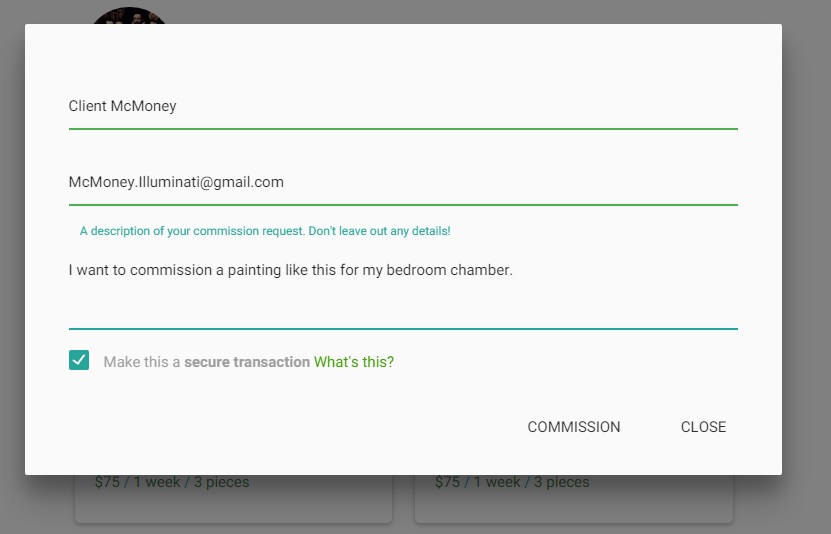 Client McMoney
McMoney.Illuminati@gmail.com
A description of your commission request. Don't leave out any details!
I want to commission a painting like this for my bedroom chamber.
Make this a secure transaction What's this?
COMMISSION CLOSE
$75 / 1 week / 3 pieces $75 / 1 week / 3 pieces